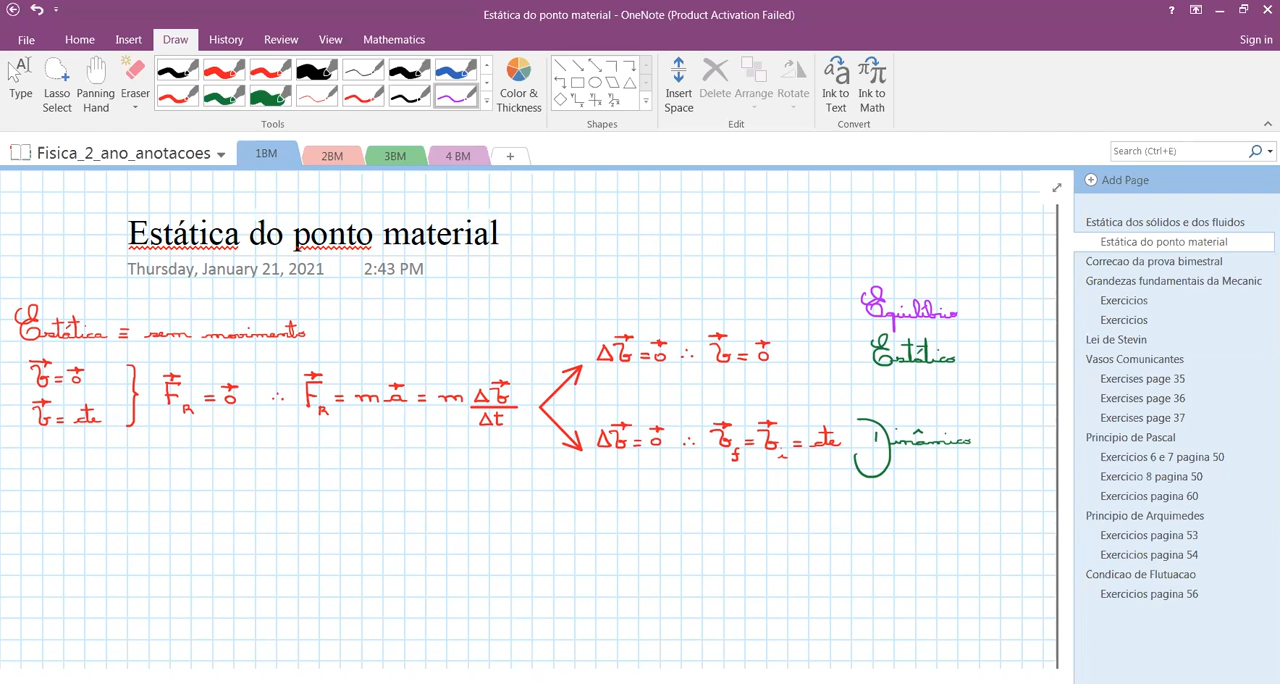 Estática do ponto material - OneNote (Product Activation Failed)
? 
File Home Insert Draw History Review View Mathematics Sign in
Type Lasso Select Panning Hand Eraser Color & Thickness Insert Space Delete Arrange Rotate Ink to Text Ink to Math
Tools Shapes Edit Convert
Fisica_2_ano_anotacoes 1BM 2BM 3BM 4 BM + Search (Ctrl+E)
Estática do ponto material
Thursday, January 21, 2021 2:43 PM
Estática ≡ sem movimento
v⃗ = 0⃗
v⃗ = cte
F⃗_R = 0⃗ ∴ F⃗_R = m a⃗ = m Δv⃗/Δt
Δv⃗ = 0⃗ ∴ v⃗ = 0⃗
Δv⃗ = 0⃗ ∴ v⃗_f = v⃗_i = cte
Equilíbrio
Estático
Dinâmico
Add Page
Estática dos sólidos e dos fluidos
Estática do ponto material
Correcao da prova bimestral
Grandezas fundamentais da Mecanic
Exercicios
Exercicios
Lei de Stevin
Vasos Comunicantes
Exercises page 35
Exercises page 36
Exercises page 37
Principio de Pascal
Exercicios 6 e 7 pagina 50
Exercicio 8 pagina 50
Exercicios pagina 60
Principio de Arquimedes
Exercicios pagina 53
Exercicios pagina 54
Condicao de Flutuacao
Exercicios pagina 56